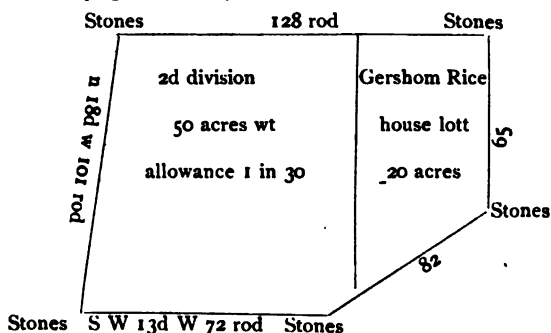 Stones 128 rod Stones
2d division Gershom Rice
50 acres wt house lott
allowance 1 in 30 20 acres
n 18d w 101 rod
65
Stones
82
Stones S W 13d W 72 rod Stones